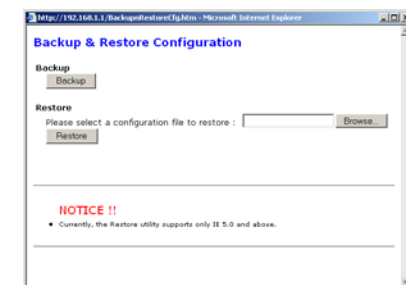 http://192.168.1.1/BackupnRestoreCfg.htm - Microsoft Internet Explorer
Backup & Restore Configuration
Backup
Backup
Restore
Please select a configuration file to restore : Browse...
Restore
NOTICE !!
• Currently, the Restore utility supports only IE 5.0 and above.